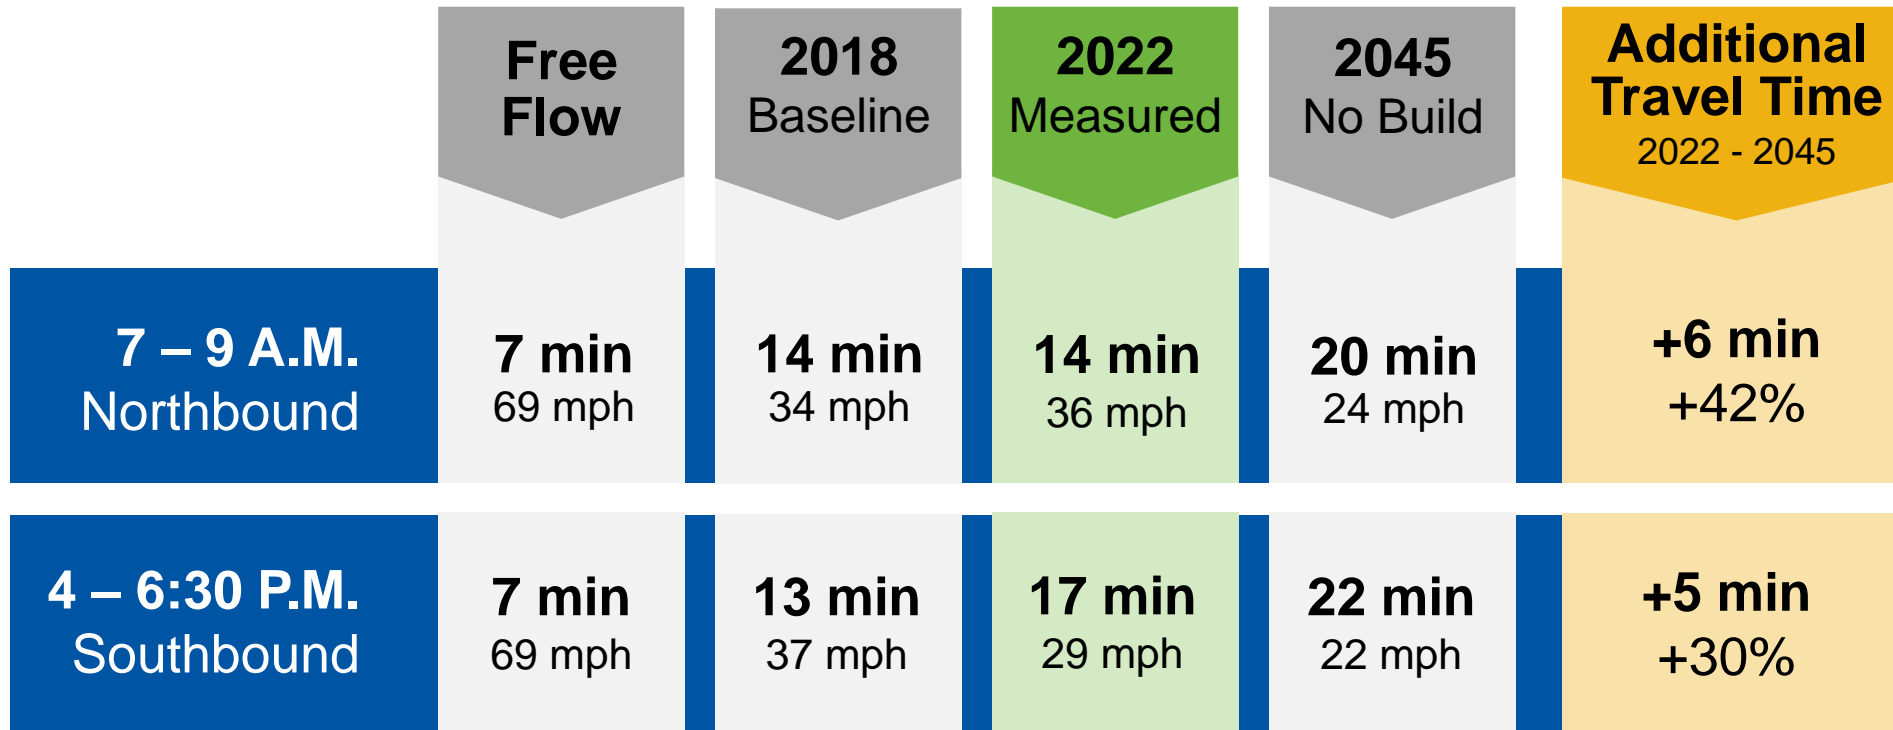 Free
Flow
2018
Baseline
2022
Measured
2045
No Build
Additional
Travel Time
2022 - 2045
7 – 9 A.M.
Northbound
7 min
69 mph
14 min
34 mph
14 min
36 mph
20 min
24 mph
+6 min
+42%
4 – 6:30 P.M.
Southbound
7 min
69 mph
13 min
37 mph
17 min
29 mph
22 min
22 mph
+5 min
+30%